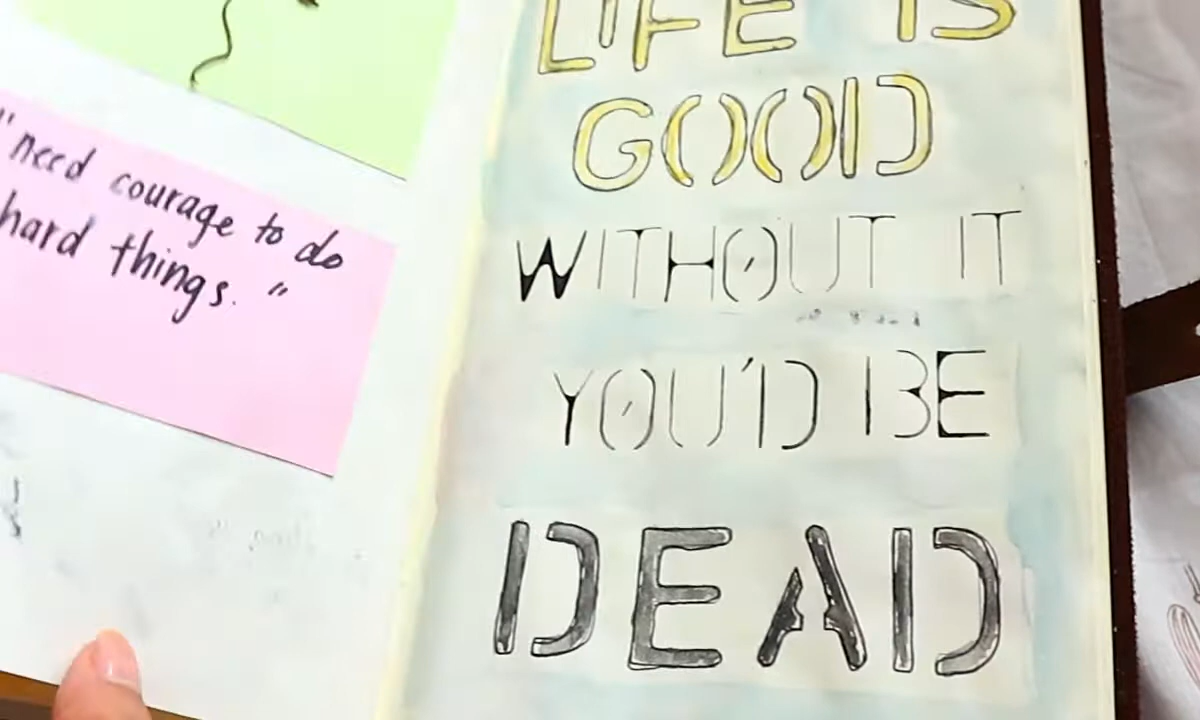 "need courage to do
hard things."
LIFE IS
GOOD
WITHOUT IT
YOU'D BE
DEAD